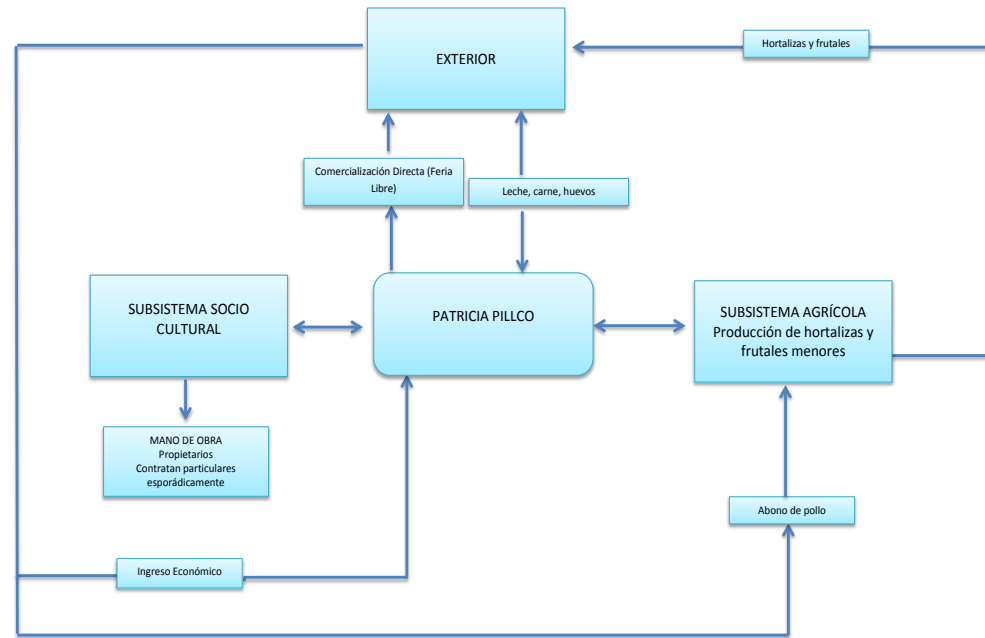 Hortalizas y frutales
EXTERIOR
Comercialización Directa (Feria
Libre)
Leche, carne, huevos
SUBSISTEMA SOCIO
CULTURAL
PATRICIA PILLCO
SUBSISTEMA AGRÍCOLA
Producción de hortalizas y
frutales menores
MANO DE OBRA
Propietarios
Contratan particulares
esporádicamente
Abono de pollo
Ingreso Económico